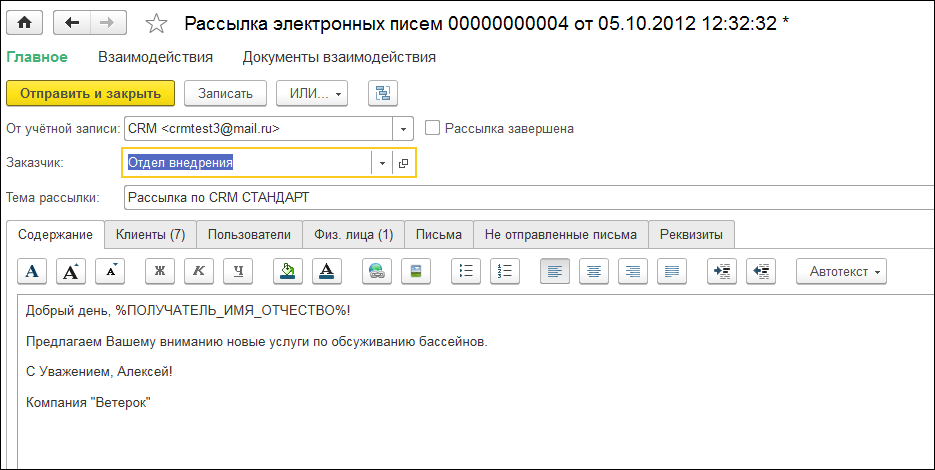 Рассылка электронных писем 00000000004 от 05.10.2012 12:32:32 *
Главное Взаимодействия Документы взаимодействия
Отправить и закрыть Записать ИЛИ...
От учётной записи: CRM <crmtest3@mail.ru> Рассылка завершена
Заказчик: Отдел внедрения
Тема рассылки: Рассылка по CRM СТАНДАРТ
Содержание Клиенты (7) Пользователи Физ. лица (1) Письма Не отправленные письма Реквизиты
А А А Ж К Ч А 1 2 3 Автотекст
Добрый день, %ПОЛУЧАТЕЛЬ_ИМЯ_ОТЧЕСТВО%!
Предлагаем Вашему вниманию новые услуги по обсуживанию бассейнов.
С Уважением, Алексей!
Компания "Ветерок"